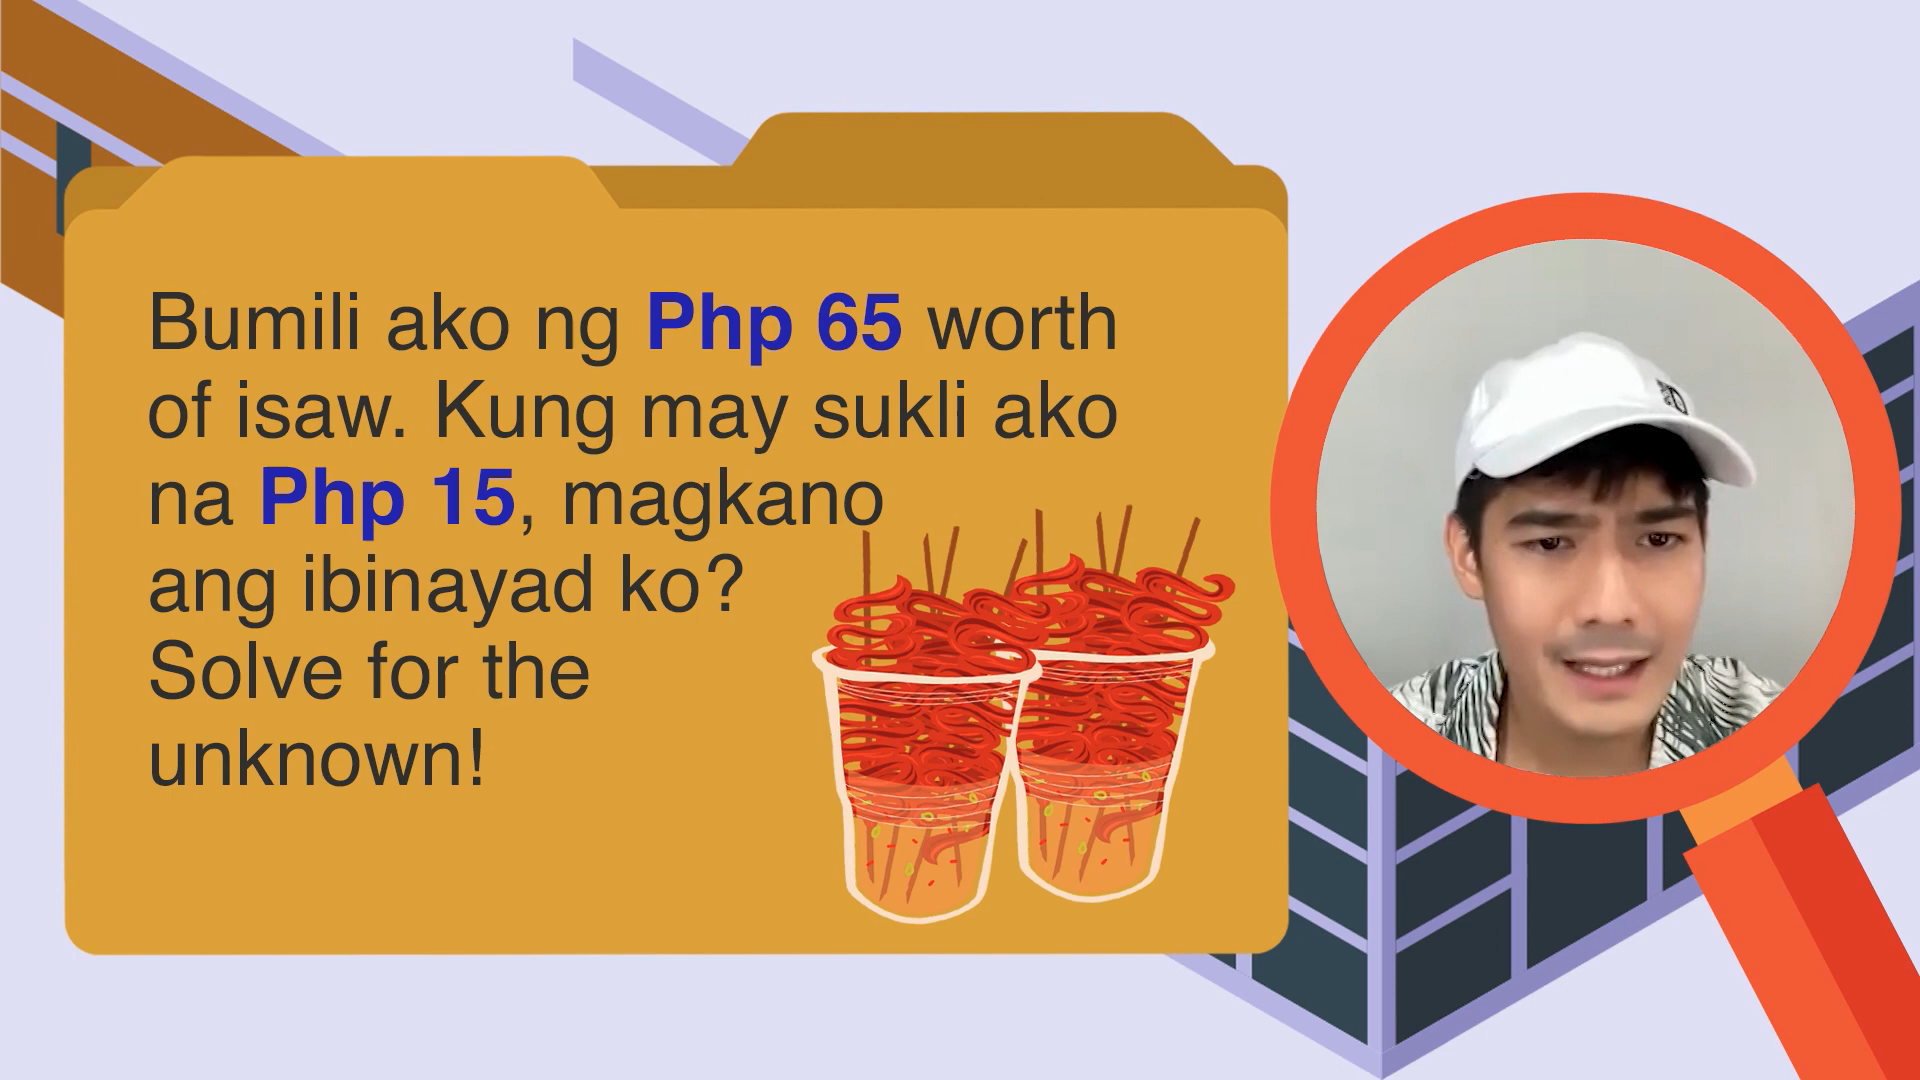 Bumili ako ng Php 65 worth
of isaw. Kung may sukli ako
na Php 15, magkano
ang ibinayad ko?
Solve for the
unknown!